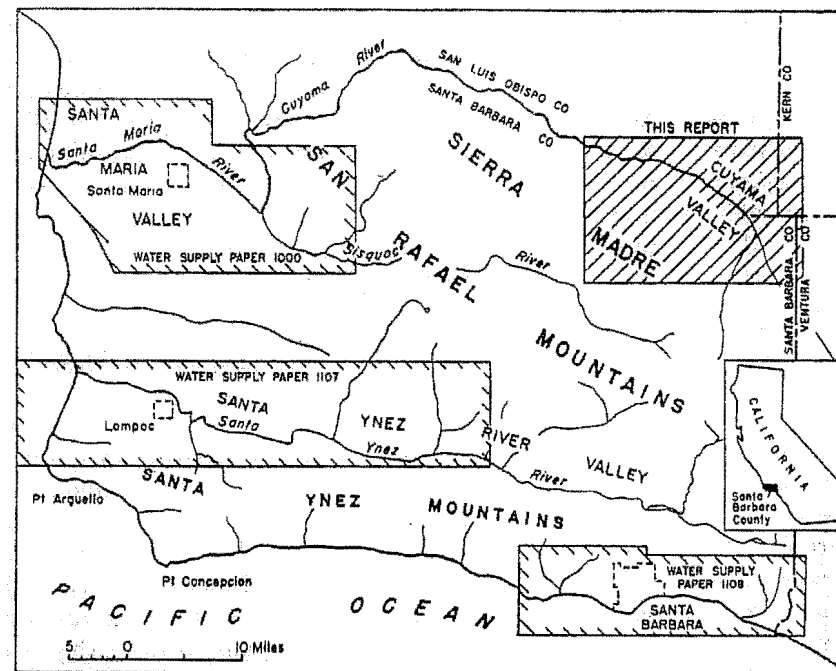 Cuyama River
SAN LUIS OBISPO CO
SANTA BARBARA CO
KERN CO
THIS REPORT
SANTA
MARIA
VALLEY
Santa Maria River
Santa Maria
WATER SUPPLY PAPER 1000
SIERRA
MADRE
CUYAMA
VALLEY
SANTA BARBARA CO
VENTURA CO
SAN
RAFAEL
MOUNTAINS
Sisquoc River
WATER SUPPLY PAPER 1107
SANTA
YNEZ
RIVER
VALLEY
Santa Ynez River
Lompoc
CALIFORNIA
Santa
Barbara
County
SANTA
YNEZ
MOUNTAINS
Pt Arguello
Pt Concepcion
WATER SUPPLY
PAPER 1108
SANTA
BARBARA
PACIFIC OCEAN
5 0 10 Miles